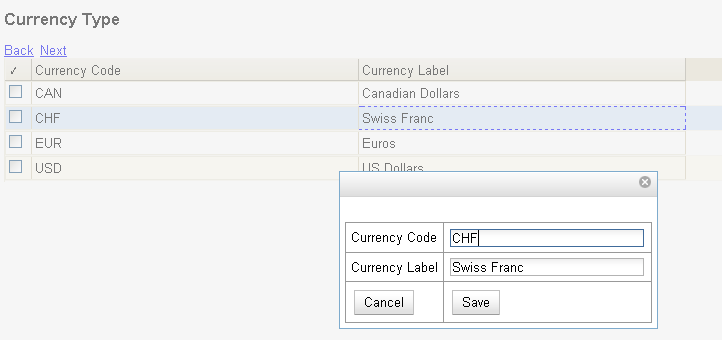 Currency Type
Back Next
✓ Currency Code Currency Label
CAN Canadian Dollars
CHF Swiss Franc
EUR Euros
USD US Dollars
Currency Code CHF
Currency Label Swiss Franc
Cancel Save